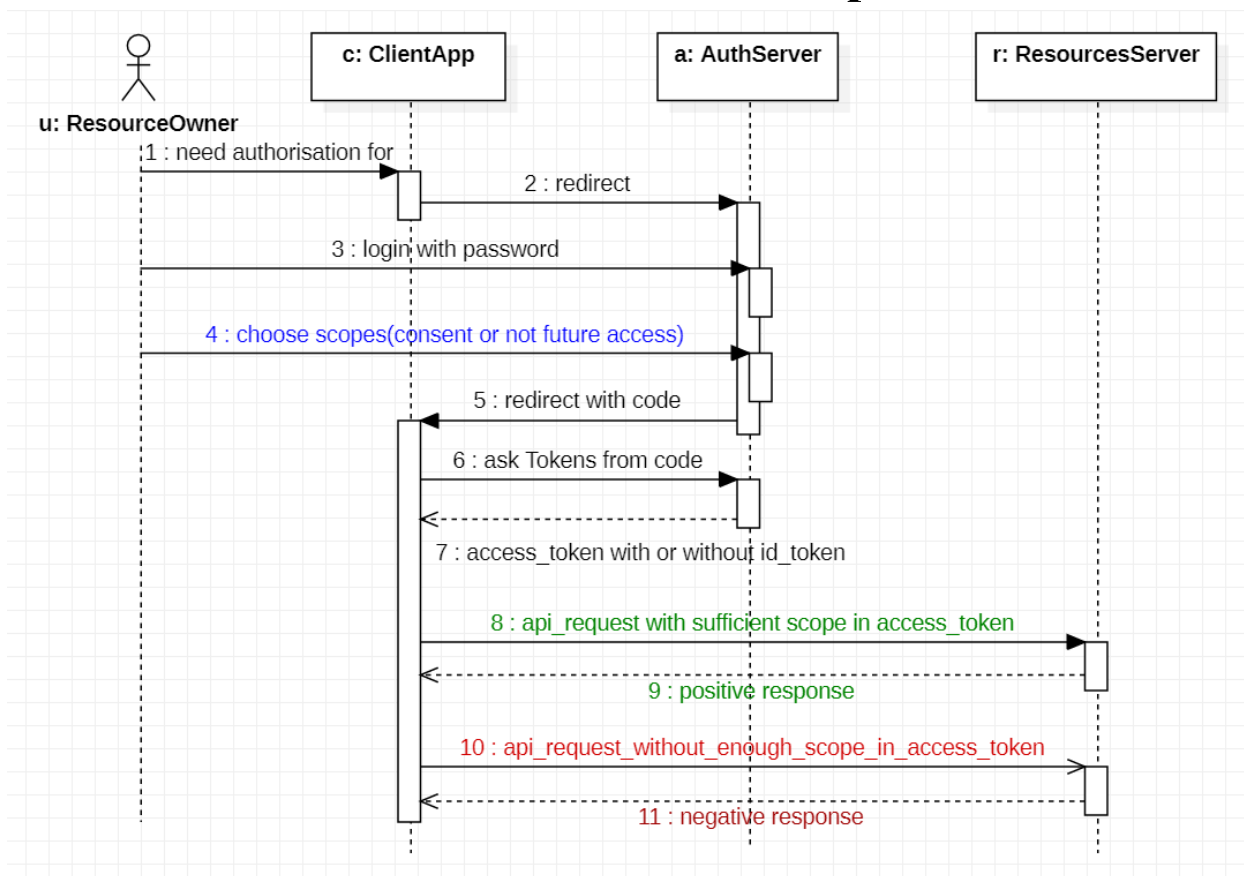 c: ClientApp
a: AuthServer
r: ResourcesServer
u: ResourceOwner
1 : need authorisation for
2 : redirect
3 : login with password
4 : choose scopes(consent or not future access)
5 : redirect with code
6 : ask Tokens from code
7 : access_token with or without id_token
8 : api_request with sufficient scope in access_token
9 : positive response
10 : api_request_without_enough_scope_in_access_token
11 : negative response